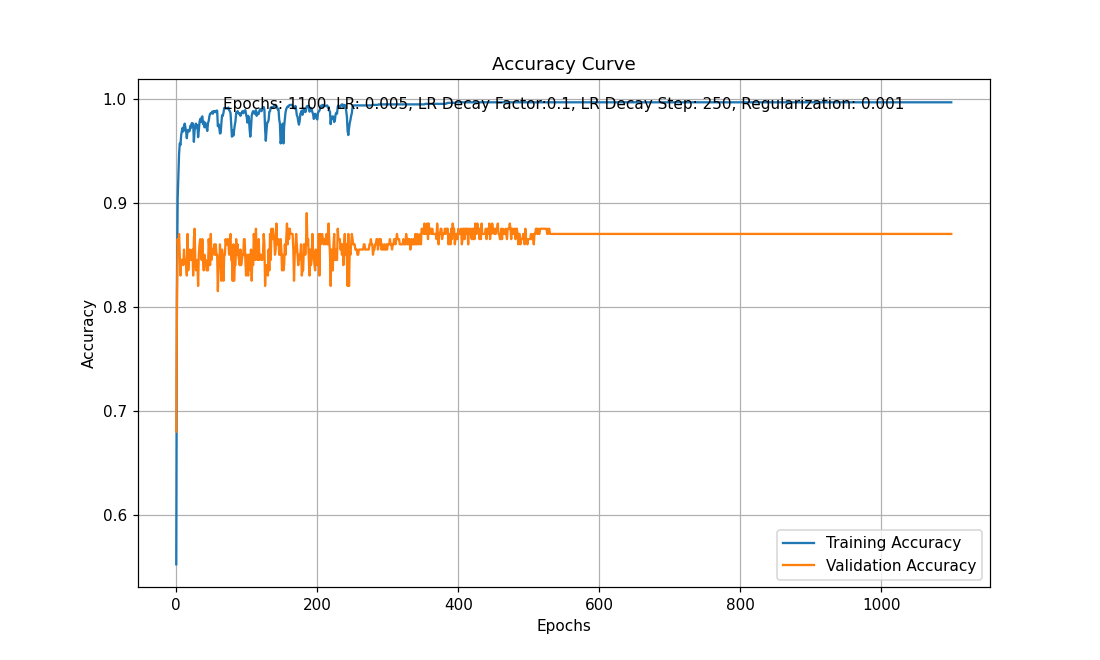 Accuracy Curve
Epochs: 1100, LR: 0.005, LR Decay Factor:0.1, LR Decay Step: 250, Regularization: 0.001
1.0
0.9
0.8
0.7
0.6
Accuracy
Training Accuracy
Validation Accuracy
0 200 400 600 800 1000
Epochs